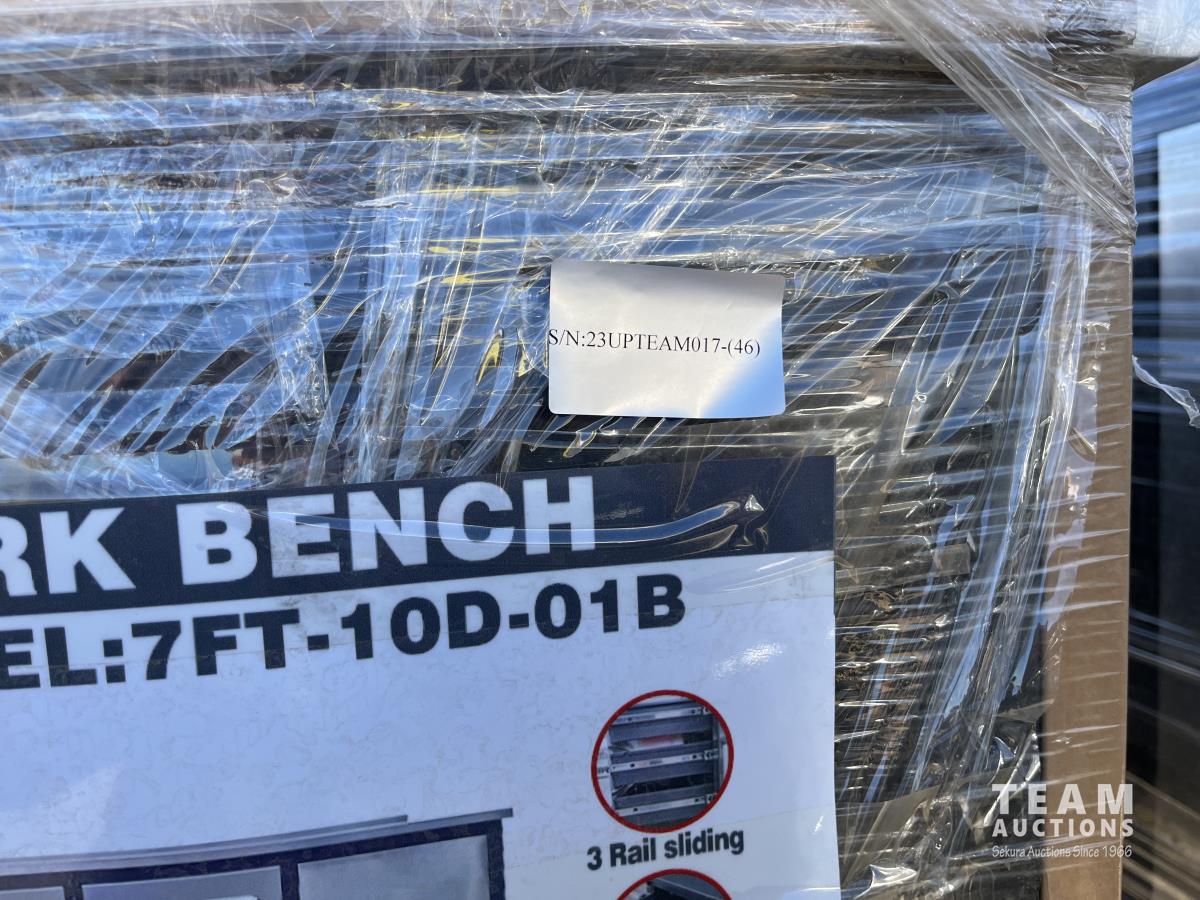 S/N:23UPTEAM017-(46)
RK BENCH
EL:7FT-10D-01B
3 Rail sliding
TEAM
AUCTIONS
Sekura Auctions Since 1966